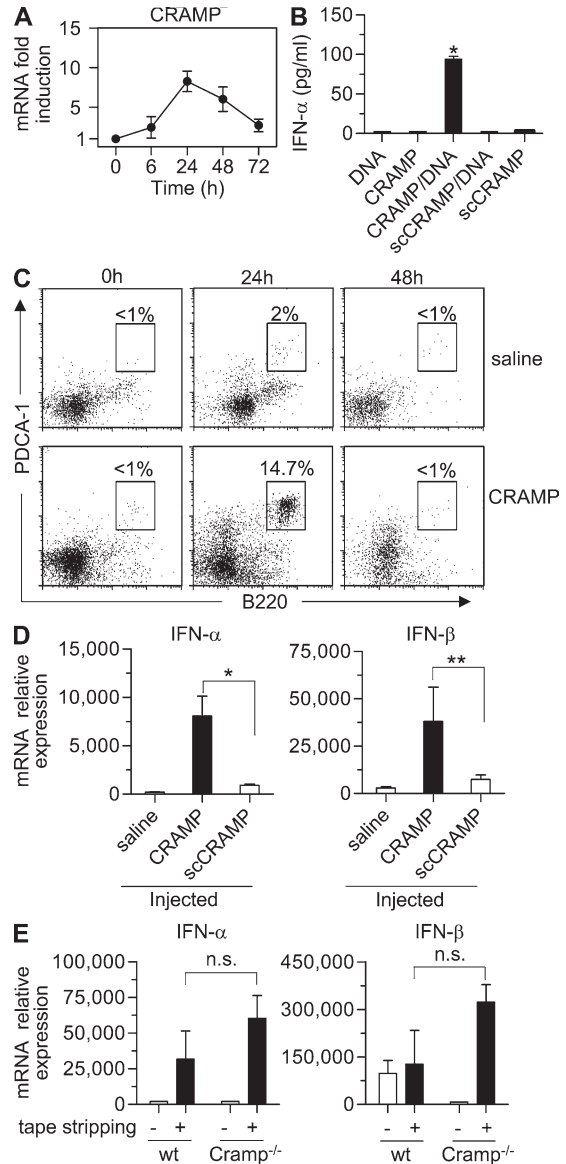 A
CRAMP
mRNA fold
induction
15
10
5
1
0 6 24 48 72
Time (h)
B
IFN-α (pg/ml)
150
100
50
0
*
DNA
CRAMP
CRAMP/DNA
scCRAMP/DNA
scCRAMP
C
0h 24h 48h
<1% 2% <1%
saline
<1% 14.7% <1%
CRAMP
PDCA-1
B220
D
IFN-α
mRNA relative
expression
15,000
10,000
5,000
0
*
saline
CRAMP
scCRAMP
Injected
IFN-β
75,000
50,000
25,000
0
**
saline
CRAMP
scCRAMP
Injected
E
IFN-α
mRNA relative
expression
100,000
75,000
50,000
25,000
0
n.s.
tape stripping - + - +
wt Cramp-/-
IFN-β
450,000
300,000
150,000
0
n.s.
- + - +
wt Cramp-/-